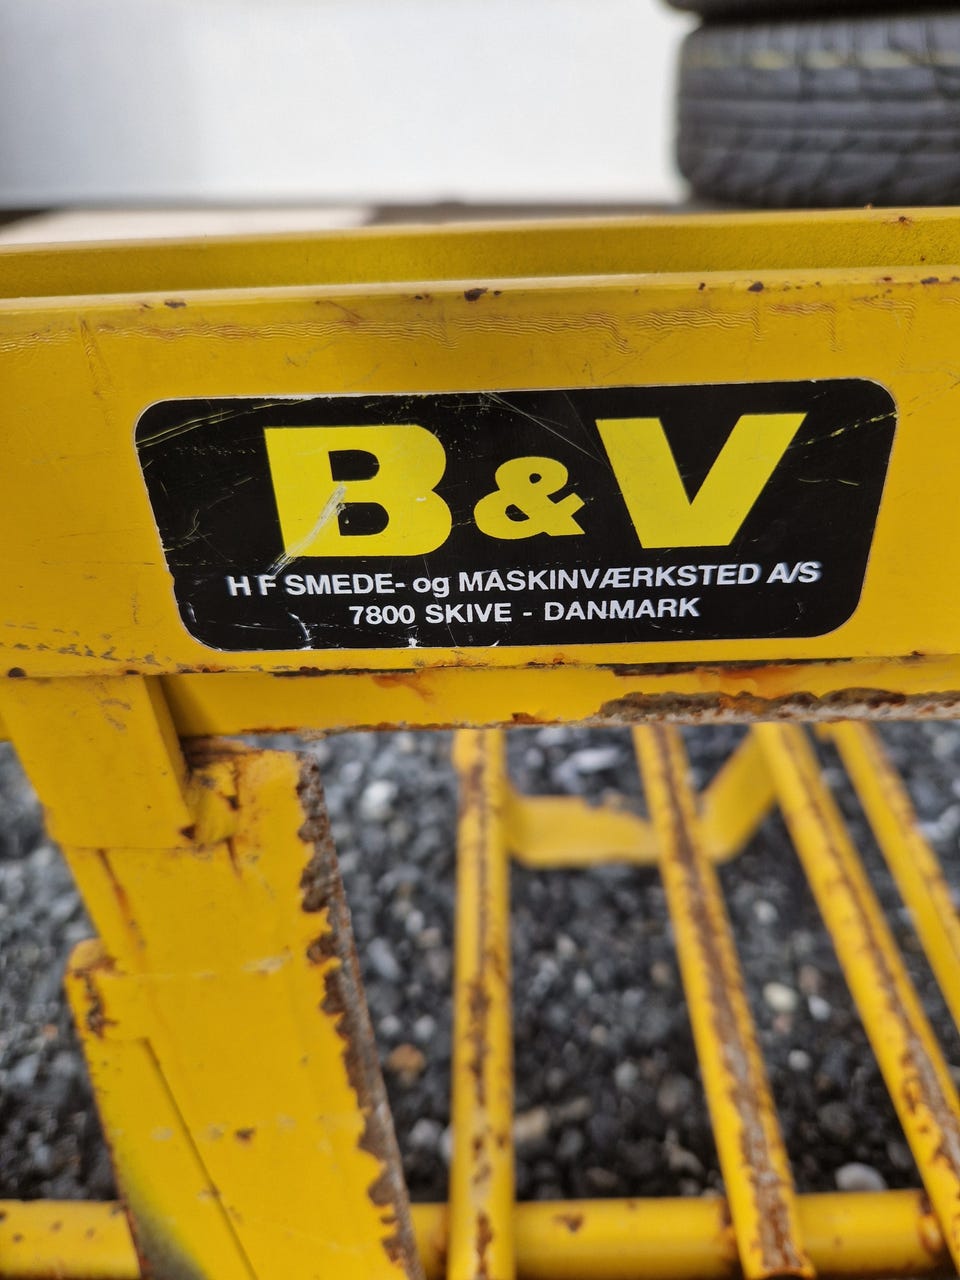 B&V
H F SMEDE- og MASKINVÆRKSTED A/S
7800 SKIVE - DANMARK